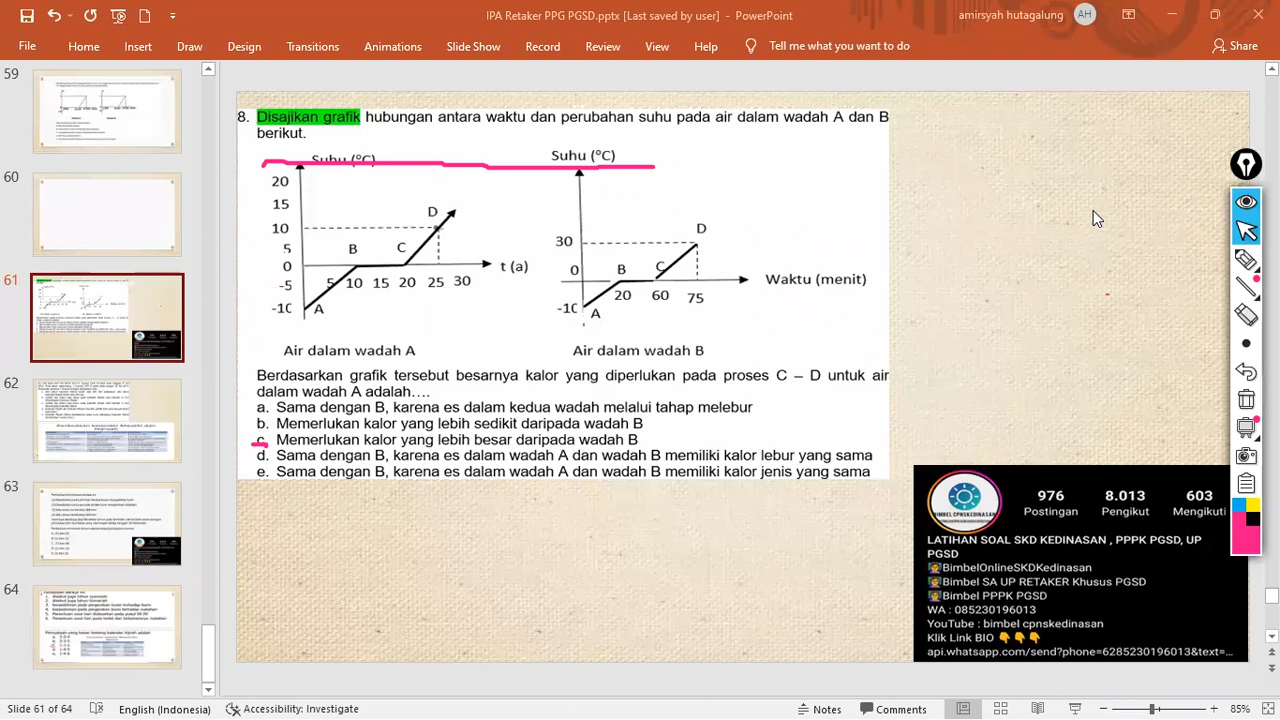 IPA Retaker PPG PGSD.pptx [Last saved by user] - PowerPoint
amirsyah hutagalung
AH
File Home Insert Draw Design Transitions Animations Slide Show Record Review View Help Tell me what you want to do
Share
59
60
61
62
63
64
8. Disajikan grafik hubungan antara waktu dan perubahan suhu pada air dalam wadah A dan B
berikut.
Suhu (°C)
20
15
10
5
0
-5
-10
A
B
C
D
5 10 15 20 25 30
t (a)
Air dalam wadah A
Suhu (°C)
30
0
-10
A
B
C
D
20 60 75
Waktu (menit)
Air dalam wadah B
Berdasarkan grafik tersebut besarnya kalor yang diperlukan pada proses C – D untuk air
dalam wadah A adalah....
a. Sama dengan B, karena es dalam kedua wadah melalui tahap melebut
b. Memerlukan kalor yang lebih sedikit daripada wadah B
c. Memerlukan kalor yang lebih besar daripada wadah B
d. Sama dengan B, karena es dalam wadah A dan wadah B memiliki kalor lebur yang sama
e. Sama dengan B, karena es dalam wadah A dan wadah B memiliki kalor jenis yang sama
BIMBEL CPNSKEDINASAN
976 8.013 603
Postingan Pengikut Mengikuti
LATIHAN SOAL SKD KEDINASAN , PPPK PGSD, UP
PGSD
BimbelOnlineSKDKedinasan
Bimbel SA UP RETAKER Khusus PGSD
Bimbel PPPK PGSD
WA : 085230196013
YouTube : bimbel cpnskedinasan
Klik Link BIO
api.whatsapp.com/send?phone=6285230196013&text=...
Slide 61 of 64 English (Indonesia) Accessibility: Investigate
Notes Comments 85%